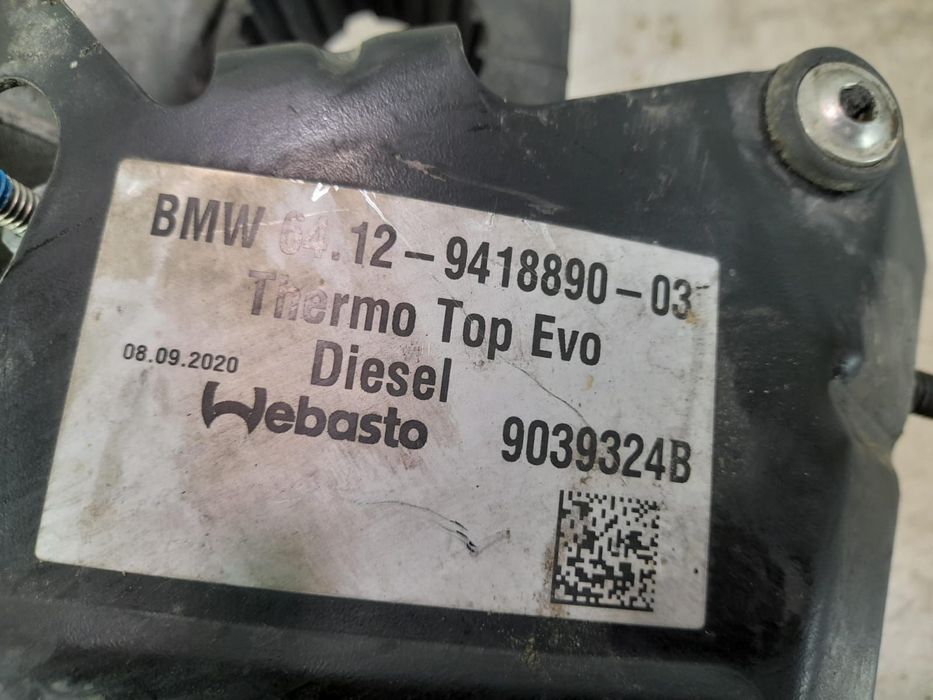 BMW 64.12-9418890-03
Thermo Top Evo
Diesel
08.09.2020
Webasto
9039324B